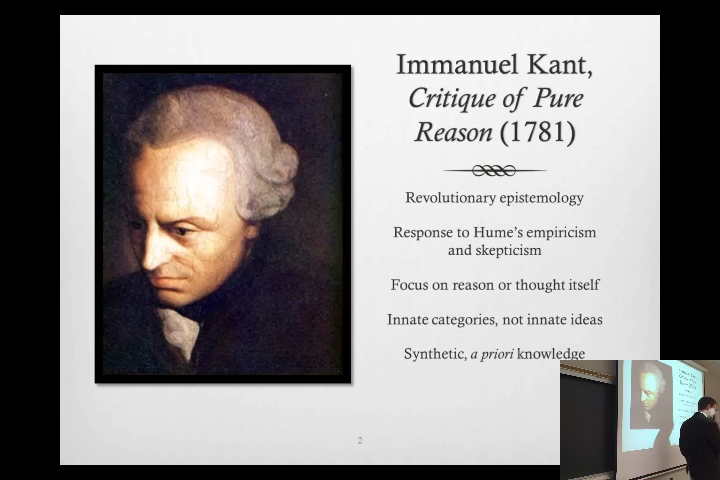 Immanuel Kant,
Critique of Pure
Reason (1781)
Revolutionary epistemology
Response to Hume's empiricism
and skepticism
Focus on reason or thought itself
Innate categories, not innate ideas
Synthetic, a priori knowledge
2